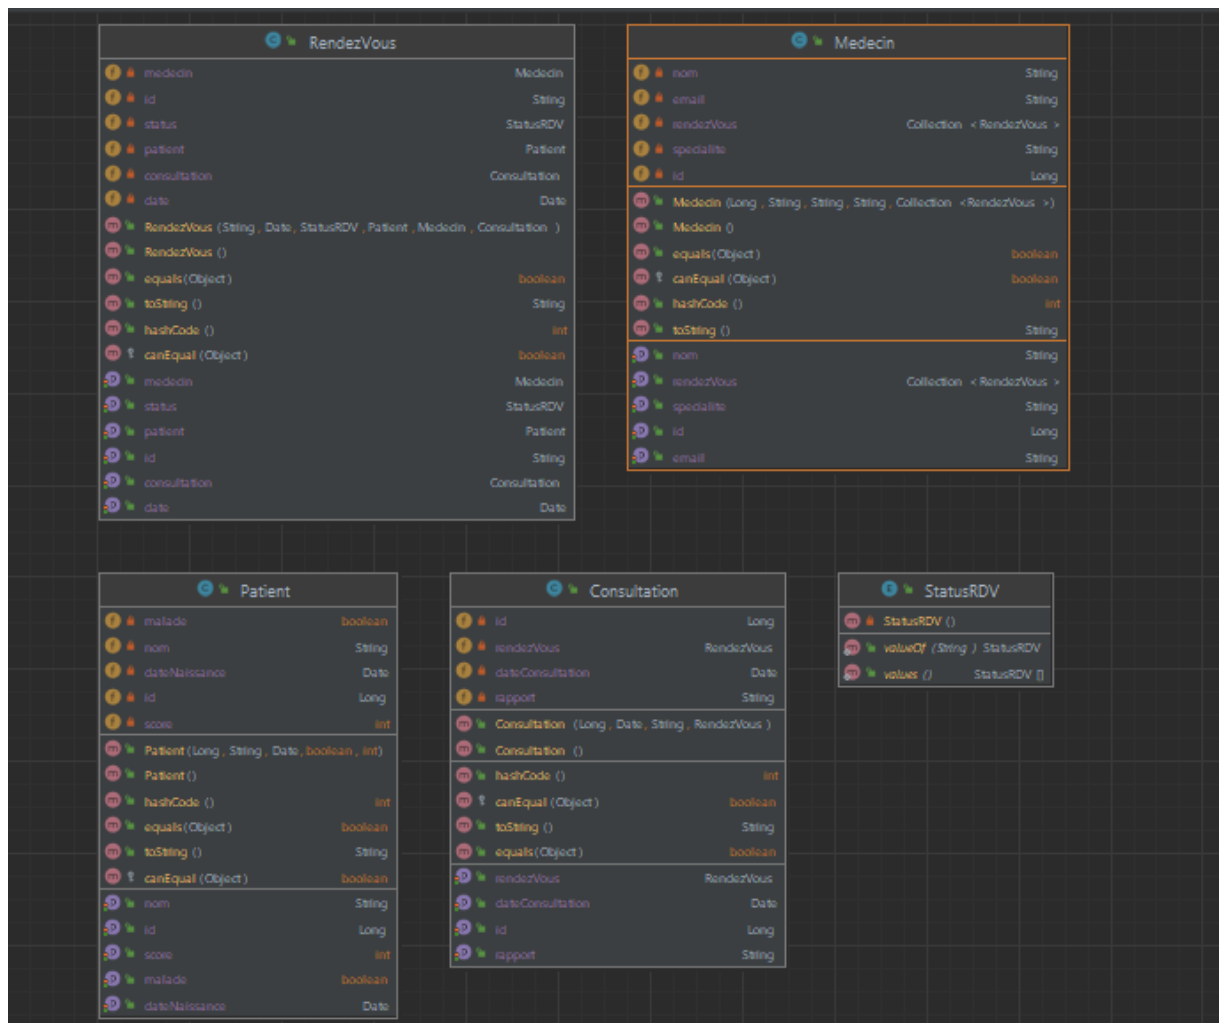 RendezVous
medecin Medecin
id String
status StatusRDV
patient Patient
consultation Consultation
date Date
RendezVous (String, Date, StatusRDV, Patient, Medecin, Consultation )
RendezVous ()
equals(Object) boolean
toString () String
hashCode () int
canEqual (Object) boolean
medecin Medecin
status StatusRDV
patient Patient
id String
consultation Consultation
date Date
Medecin
nom String
email String
rendezVous Collection <RendezVous >
specialite String
id Long
Medecin (Long, String, String, String, Collection <RendezVous >)
Medecin ()
equals(Object) boolean
canEqual (Object) boolean
hashCode () int
toString () String
nom String
rendezVous Collection <RendezVous >
specialite String
id Long
email String
Patient
malade boolean
nom String
dateNaissance Date
id Long
score int
Patient(Long, String, Date, boolean, int)
Patient()
hashCode () int
equals(Object) boolean
toString () String
canEqual (Object) boolean
nom String
id Long
score int
malade boolean
dateNaissance Date
Consultation
id Long
rendezVous RendezVous
dateConsultation Date
rapport String
Consultation (Long, Date, String, RendezVous )
Consultation ()
hashCode () int
canEqual (Object) boolean
toString () String
equals(Object) boolean
rendezVous RendezVous
dateConsultation Date
id Long
rapport String
StatusRDV
StatusRDV ()
valueOf (String ) StatusRDV
values () StatusRDV []